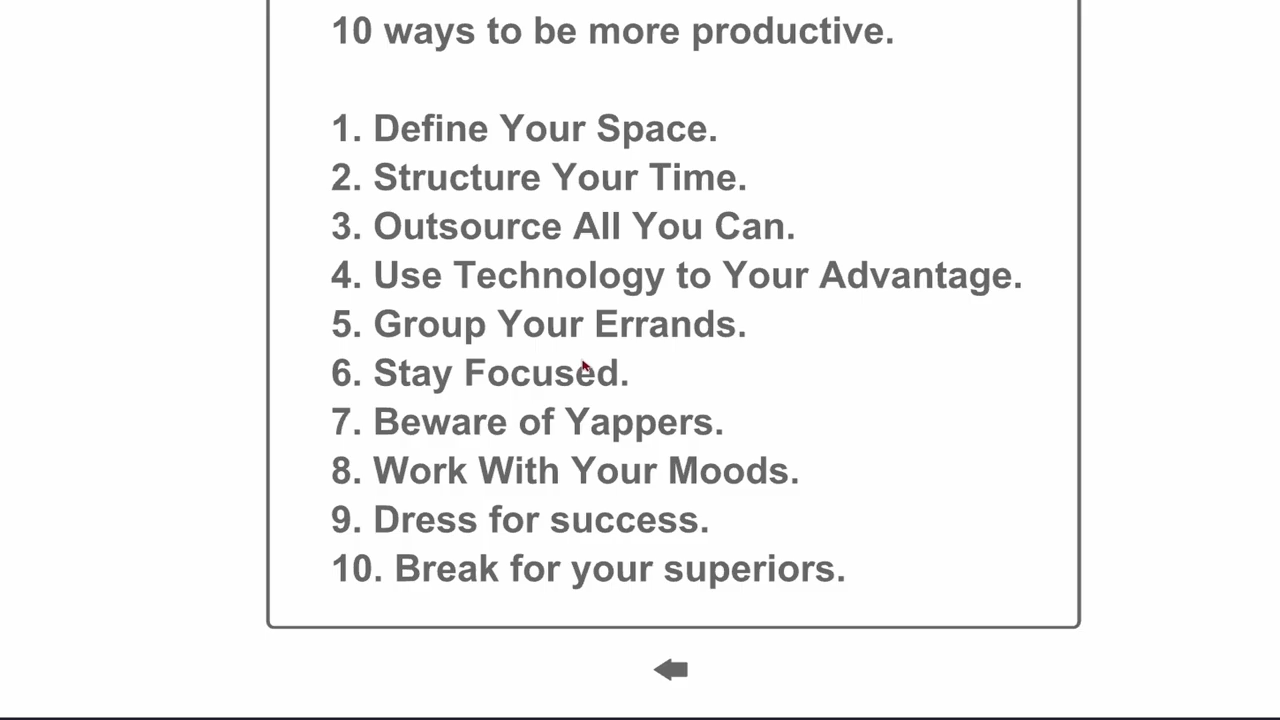 10 ways to be more productive.
1. Define Your Space.
2. Structure Your Time.
3. Outsource All You Can.
4. Use Technology to Your Advantage.
5. Group Your Errands.
6. Stay Focused.
7. Beware of Yappers.
8. Work With Your Moods.
9. Dress for success.
10. Break for your superiors.